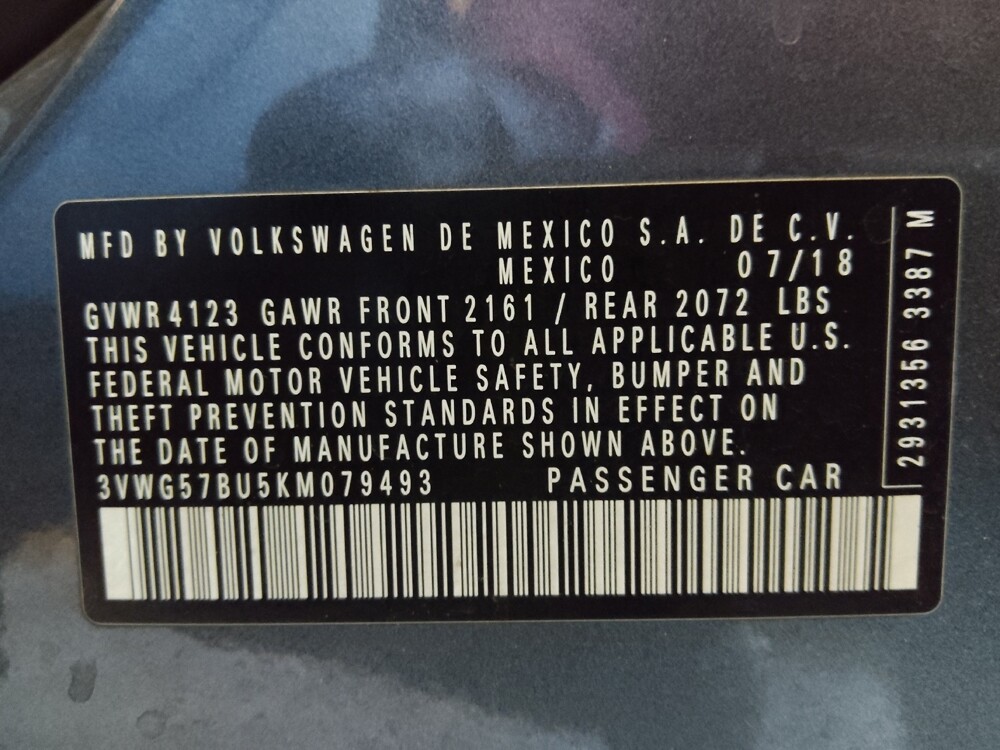 MFD BY VOLKSWAGEN DE MEXICO S.A. DE C.V.
MEXICO 07/18
GVWR 4123 GAWR FRONT 2161 / REAR 2072 LBS
THIS VEHICLE CONFORMS TO ALL APPLICABLE U.S.
FEDERAL MOTOR VEHICLE SAFETY, BUMPER AND
THEFT PREVENTION STANDARDS IN EFFECT ON
THE DATE OF MANUFACTURE SHOWN ABOVE.
3VWG57BU5KM079493 PASSENGER CAR
2931356 3387 M